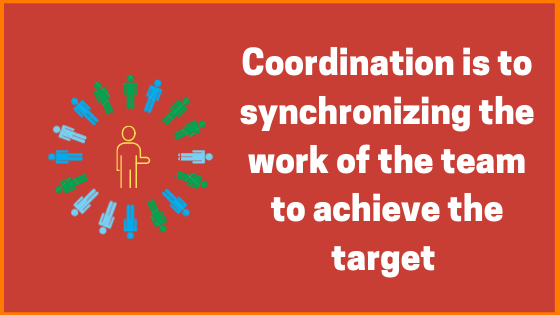 Coordination is to
synchronizing the
work of the team
to achieve the
target